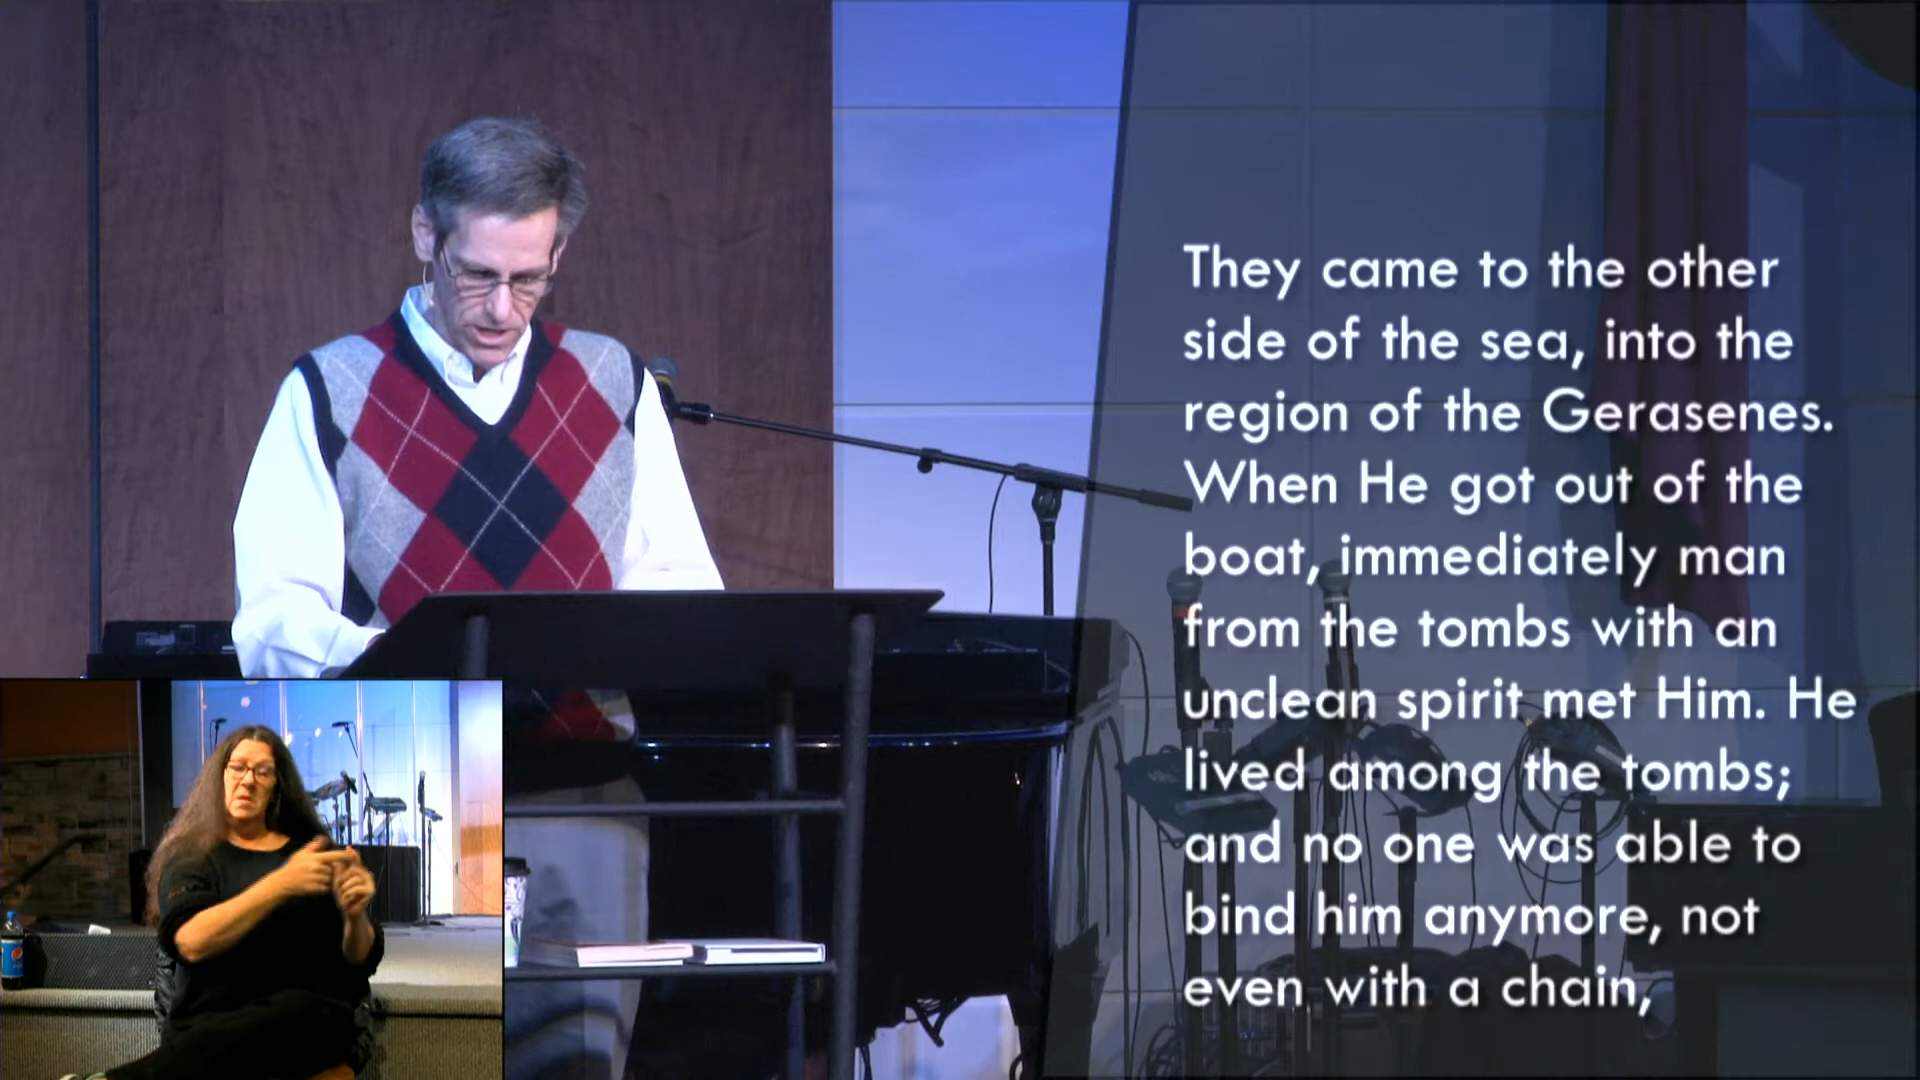 They came to the other
side of the sea, into the
region of the Gerasenes.
When He got out of the
boat, immediately man
from the tombs with an
unclean spirit met Him. He
lived among the tombs;
and no one was able to
bind him anymore, not
even with a chain,